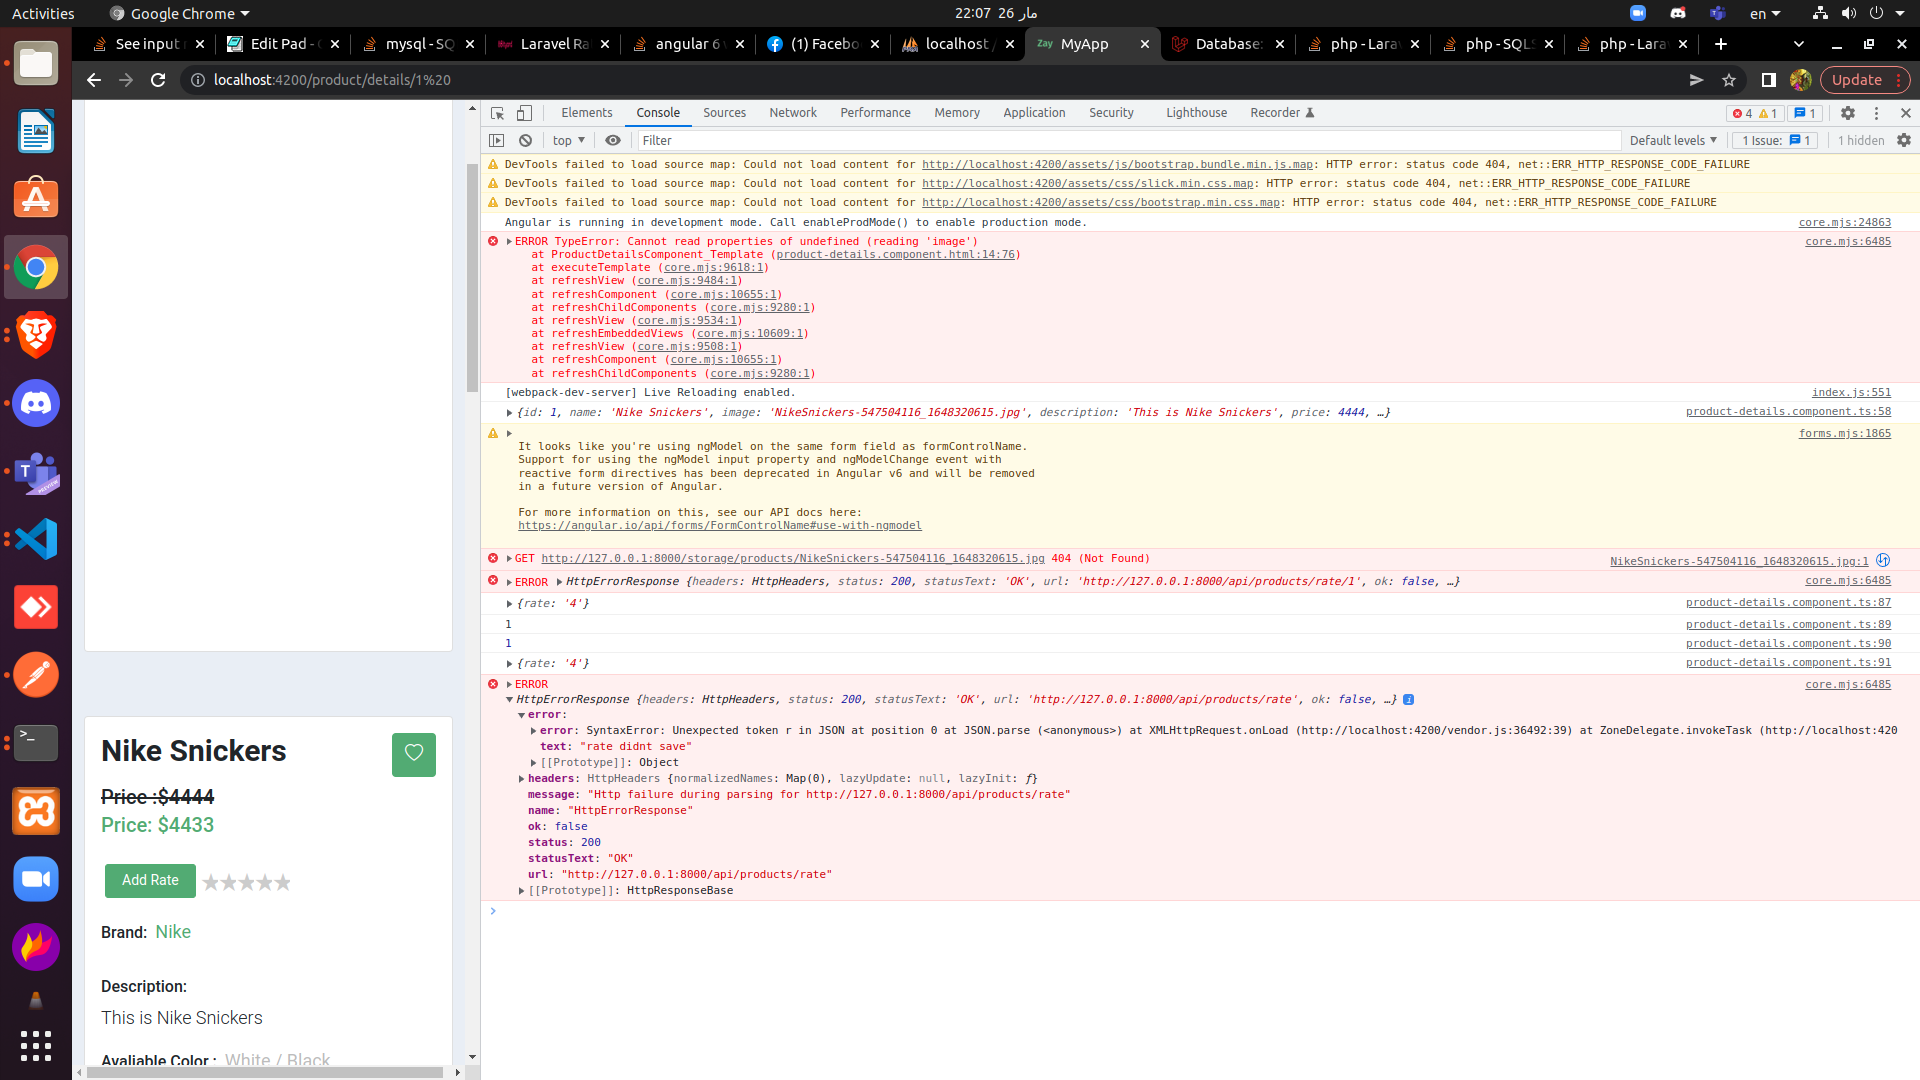 Activities
Google Chrome
22:07 26 مار
en
See input
Edit Pad -
mysql - SQ
Laravel Ra
angular 6
(1) Facebo
localhost /
Zay MyApp
Database:
php - Larav
php - SQLS
php - Larav
localhost:4200/product/details/1%20
Update
Elements Console Sources Network Performance Memory Application Security Lighthouse Recorder
4 1 1
top
Filter
Default levels
1 Issue: 1
1 hidden
DevTools failed to load source map: Could not load content for http://localhost:4200/assets/js/bootstrap.bundle.min.js.map: HTTP error: status code 404, net::ERR_HTTP_RESPONSE_CODE_FAILURE
DevTools failed to load source map: Could not load content for http://localhost:4200/assets/css/slick.min.css.map: HTTP error: status code 404, net::ERR_HTTP_RESPONSE_CODE_FAILURE
DevTools failed to load source map: Could not load content for http://localhost:4200/assets/css/bootstrap.min.css.map: HTTP error: status code 404, net::ERR_HTTP_RESPONSE_CODE_FAILURE
Angular is running in development mode. Call enableProdMode() to enable production mode. core.mjs:24863
ERROR TypeError: Cannot read properties of undefined (reading 'image') core.mjs:6485
at ProductDetailsComponent_Template (product-details.component.html:14:76)
at executeTemplate (core.mjs:9618:1)
at refreshView (core.mjs:9484:1)
at refreshComponent (core.mjs:10655:1)
at refreshChildComponents (core.mjs:9280:1)
at refreshView (core.mjs:9534:1)
at refreshEmbeddedViews (core.mjs:10609:1)
at refreshView (core.mjs:9508:1)
at refreshComponent (core.mjs:10655:1)
at refreshChildComponents (core.mjs:9280:1)
[webpack-dev-server] Live Reloading enabled. index.js:551
{id: 1, name: 'Nike Snickers', image: 'NikeSnickers-547504116_1648320615.jpg', description: 'This is Nike Snickers', price: 4444, …} product-details.component.ts:58
forms.mjs:1865
It looks like you're using ngModel on the same form field as formControlName.
Support for using the ngModel input property and ngModelChange event with
reactive form directives has been deprecated in Angular v6 and will be removed
in a future version of Angular.
For more information on this, see our API docs here:
https://angular.io/api/forms/FormControlName#use-with-ngmodel
GET http://127.0.0.1:8000/storage/products/NikeSnickers-547504116_1648320615.jpg 404 (Not Found) NikeSnickers-547504116_1648320615.jpg:1
ERROR HttpErrorResponse {headers: HttpHeaders, status: 200, statusText: 'OK', url: 'http://127.0.0.1:8000/api/products/rate/1', ok: false, …} core.mjs:6485
{rate: '4'} product-details.component.ts:87
1 product-details.component.ts:89
1 product-details.component.ts:90
{rate: '4'} product-details.component.ts:91
ERROR core.mjs:6485
HttpErrorResponse {headers: HttpHeaders, status: 200, statusText: 'OK', url: 'http://127.0.0.1:8000/api/products/rate', ok: false, …}
error:
error: SyntaxError: Unexpected token r in JSON at position 0 at JSON.parse (<anonymous>) at XMLHttpRequest.onLoad (http://localhost:4200/vendor.js:36492:39) at ZoneDelegate.invokeTask (http://localhost:420
text: "rate didnt save"
[[Prototype]]: Object
headers: HttpHeaders {normalizedNames: Map(0), lazyUpdate: null, lazyInit: ƒ}
message: "Http failure during parsing for http://127.0.0.1:8000/api/products/rate"
name: "HttpErrorResponse"
ok: false
status: 200
statusText: "OK"
url: "http://127.0.0.1:8000/api/products/rate"
[[Prototype]]: HttpResponseBase
Nike Snickers
Price :$4444
Price: $4433
Add Rate
Brand: Nike
Description:
This is Nike Snickers
Avaliable Color : White / Black